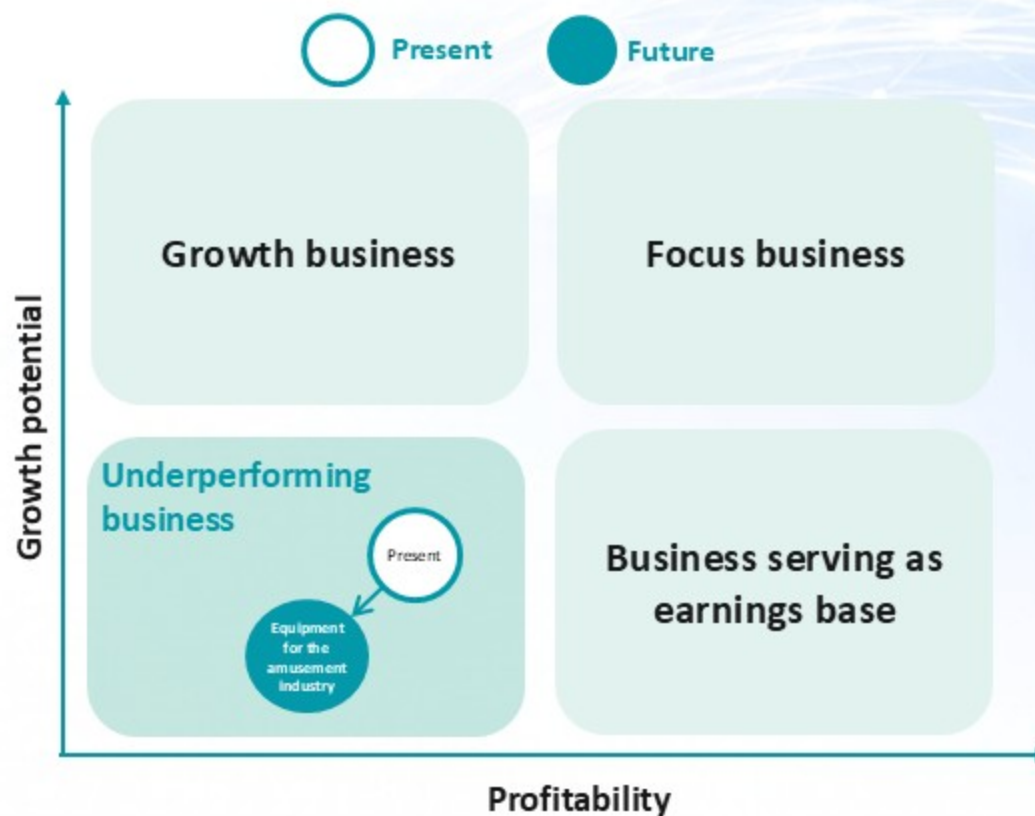 Present
Future
Growth business
Focus business
Growth potential
Underperforming
business
Present
Equipment
for the
amusement
industry
Business serving as
earnings base
Profitability